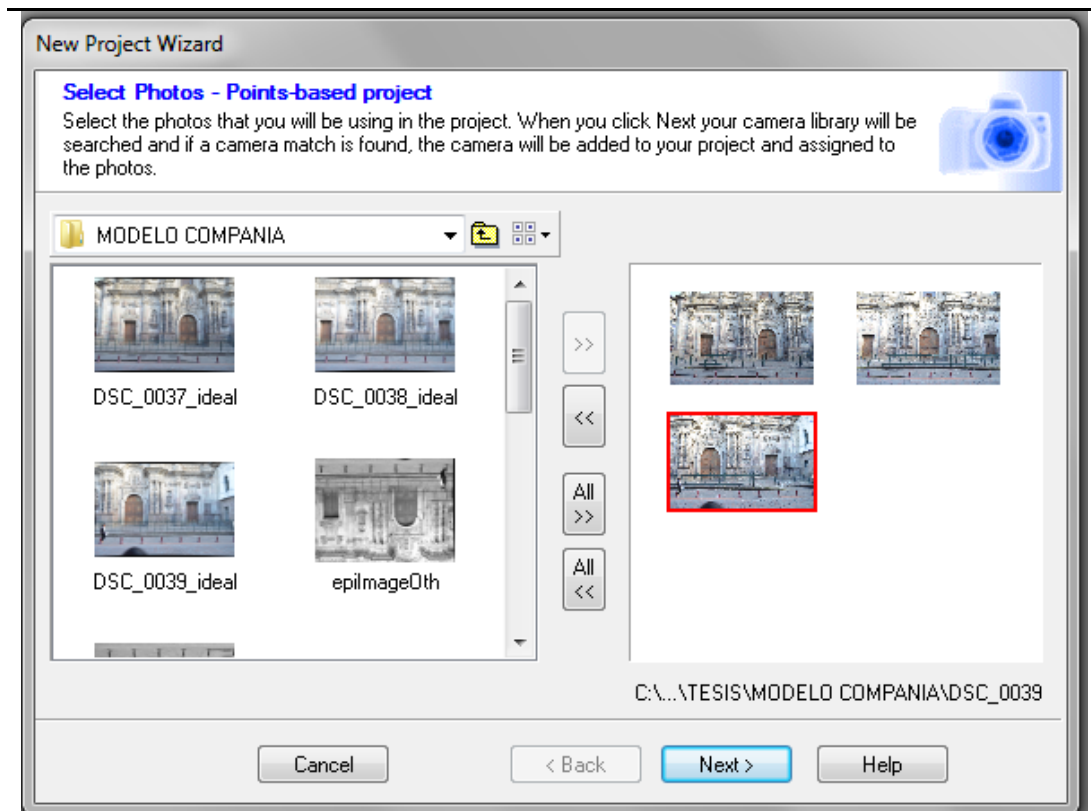 New Project Wizard
Select Photos - Points-based project
Select the photos that you will be using in the project. When you click Next your camera library will be
searched and if a camera match is found, the camera will be added to your project and assigned to
the photos.
MODELO COMPANIA
DSC_0037_ideal
DSC_0038_ideal
DSC_0039_ideal
epiImageOth
>>
<<
All
>>
All
<<
C:\...\TESIS\MODELO COMPANIA\DSC_0039
Cancel
< Back
Next >
Help